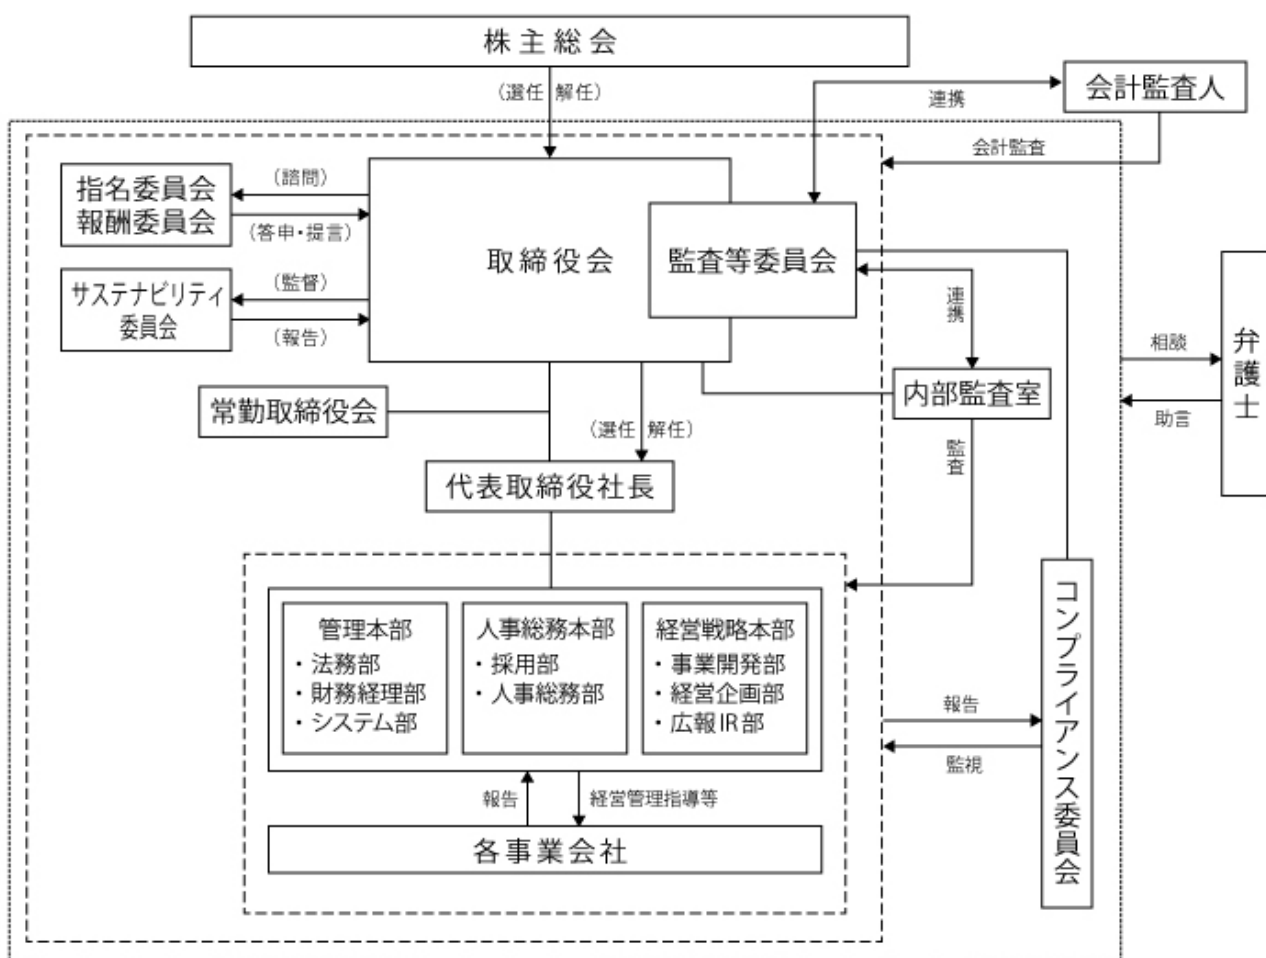 株主総会
（選任 解任）
連携
会計監査人
会計監査
指名委員会
報酬委員会
（諮問）
（答申・提言）
取締役会
監査等委員会
サステナビリティ
委員会
（監督）
（報告）
連携
相談
助言
弁護士
常勤取締役会
（選任 解任）
内部監査室
監査
代表取締役社長
管理本部
・法務部
・財務経理部
・システム部
人事総務本部
・採用部
・人事総務部
経営戦略本部
・事業開発部
・経営企画部
・広報IR部
報告
監視
コンプライアンス委員会
報告
経営管理指導等
各事業会社